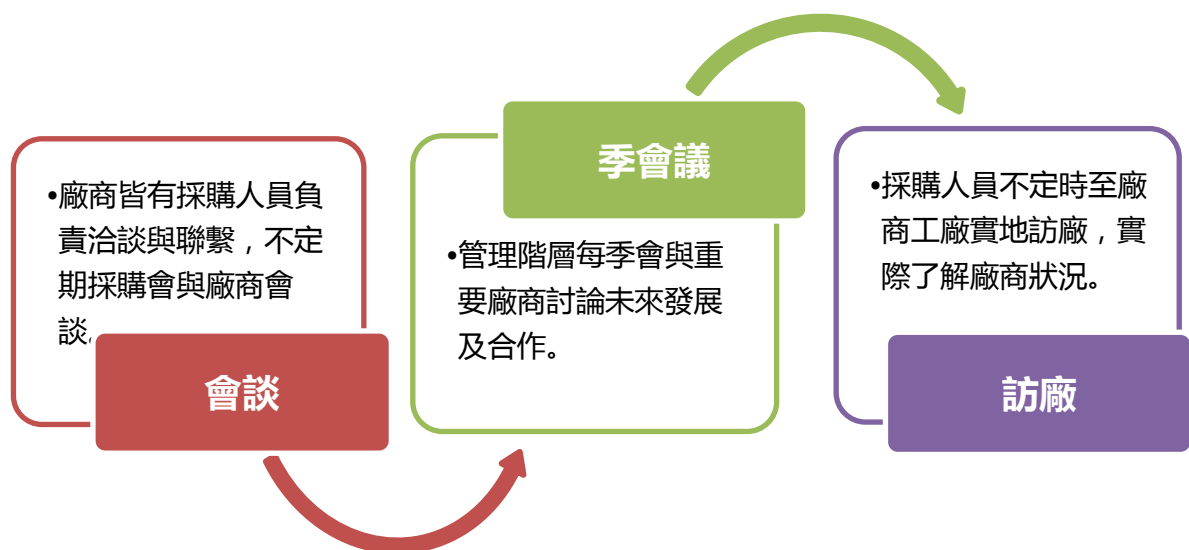 •廠商皆有採購人員負
責洽談與聯繫，不定
期採購會與廠商會
談。
會談
季會議
•管理階層每季會與重
要廠商討論未來發展
及合作。
•採購人員不定時至廠
商工廠實地訪廠，實
際了解廠商狀況。
訪廠